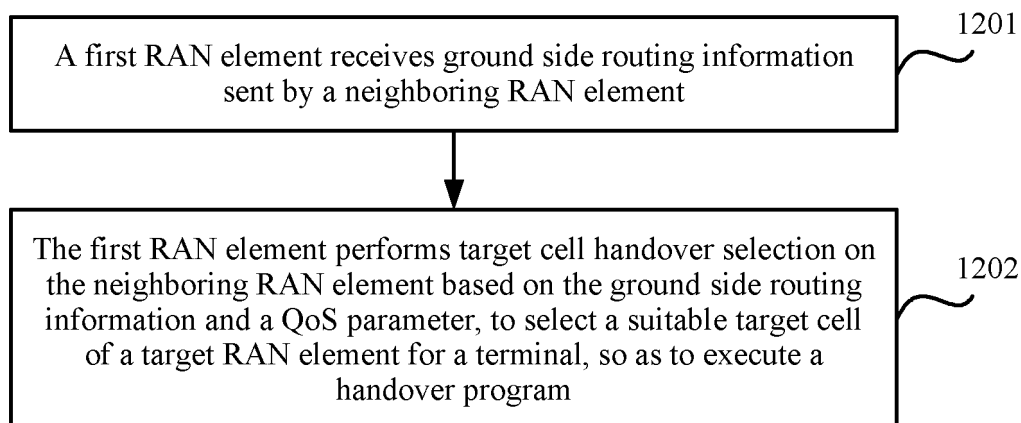 1201
A first RAN element receives ground side routing information
sent by a neighboring RAN element
1202
The first RAN element performs target cell handover selection on
the neighboring RAN element based on the ground side routing
information and a QoS parameter, to select a suitable target cell
of a target RAN element for a terminal, so as to execute a
handover program